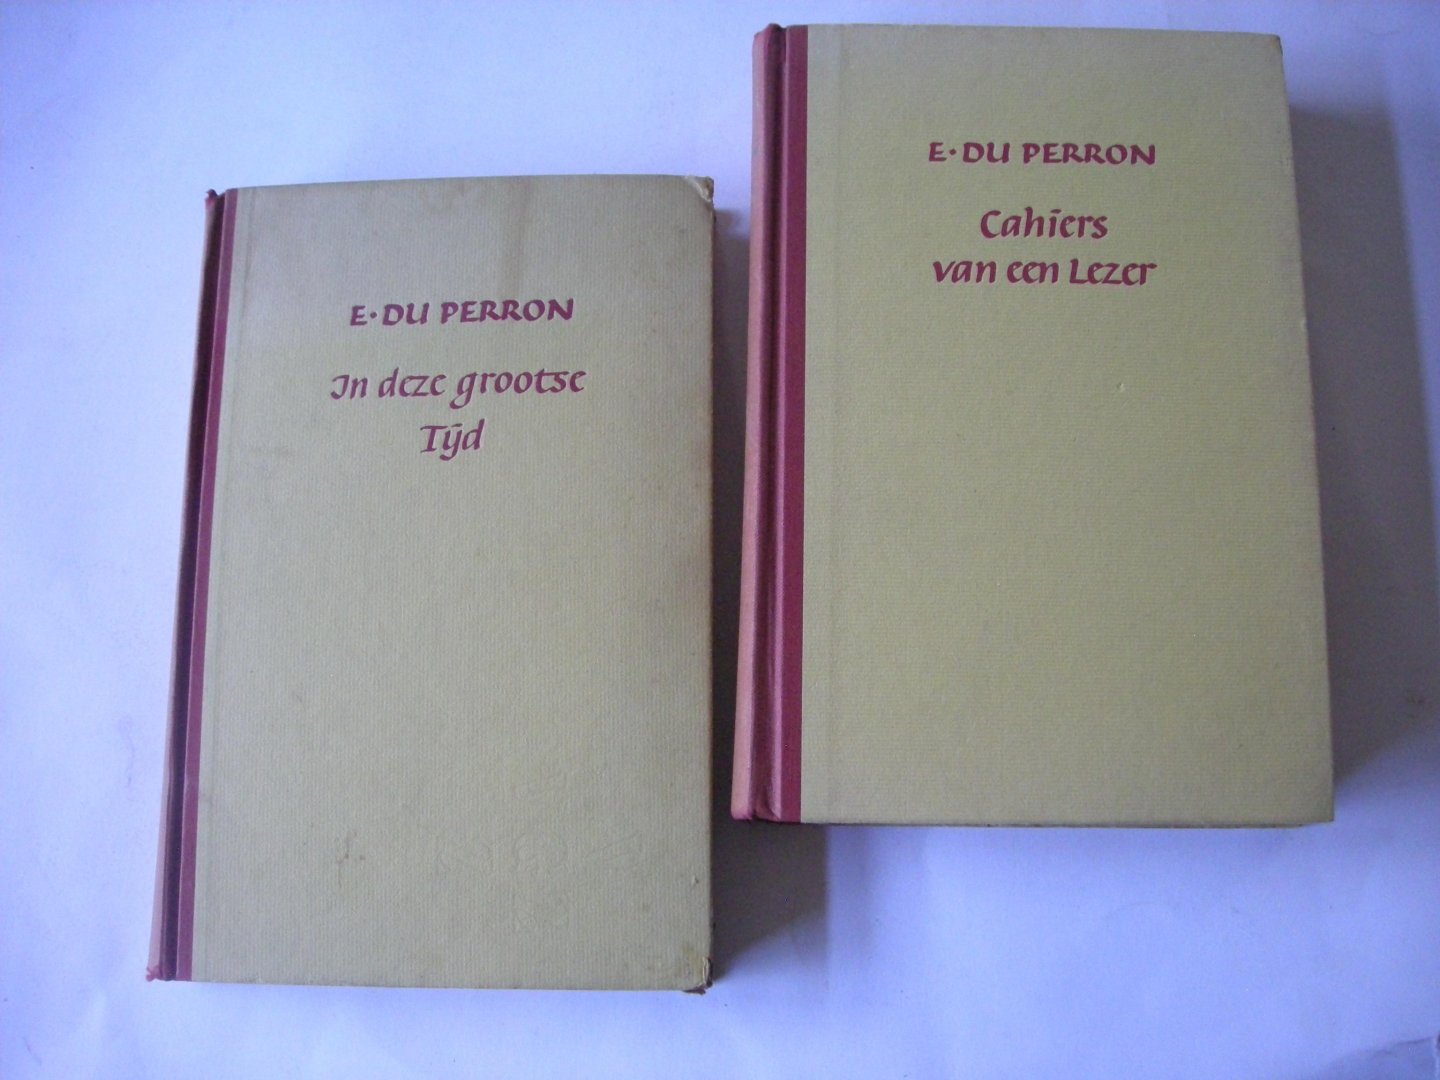 E. DU PERRON
In deze grootse
Tijd
E. DU PERRON
Cahiers
van een Lezer